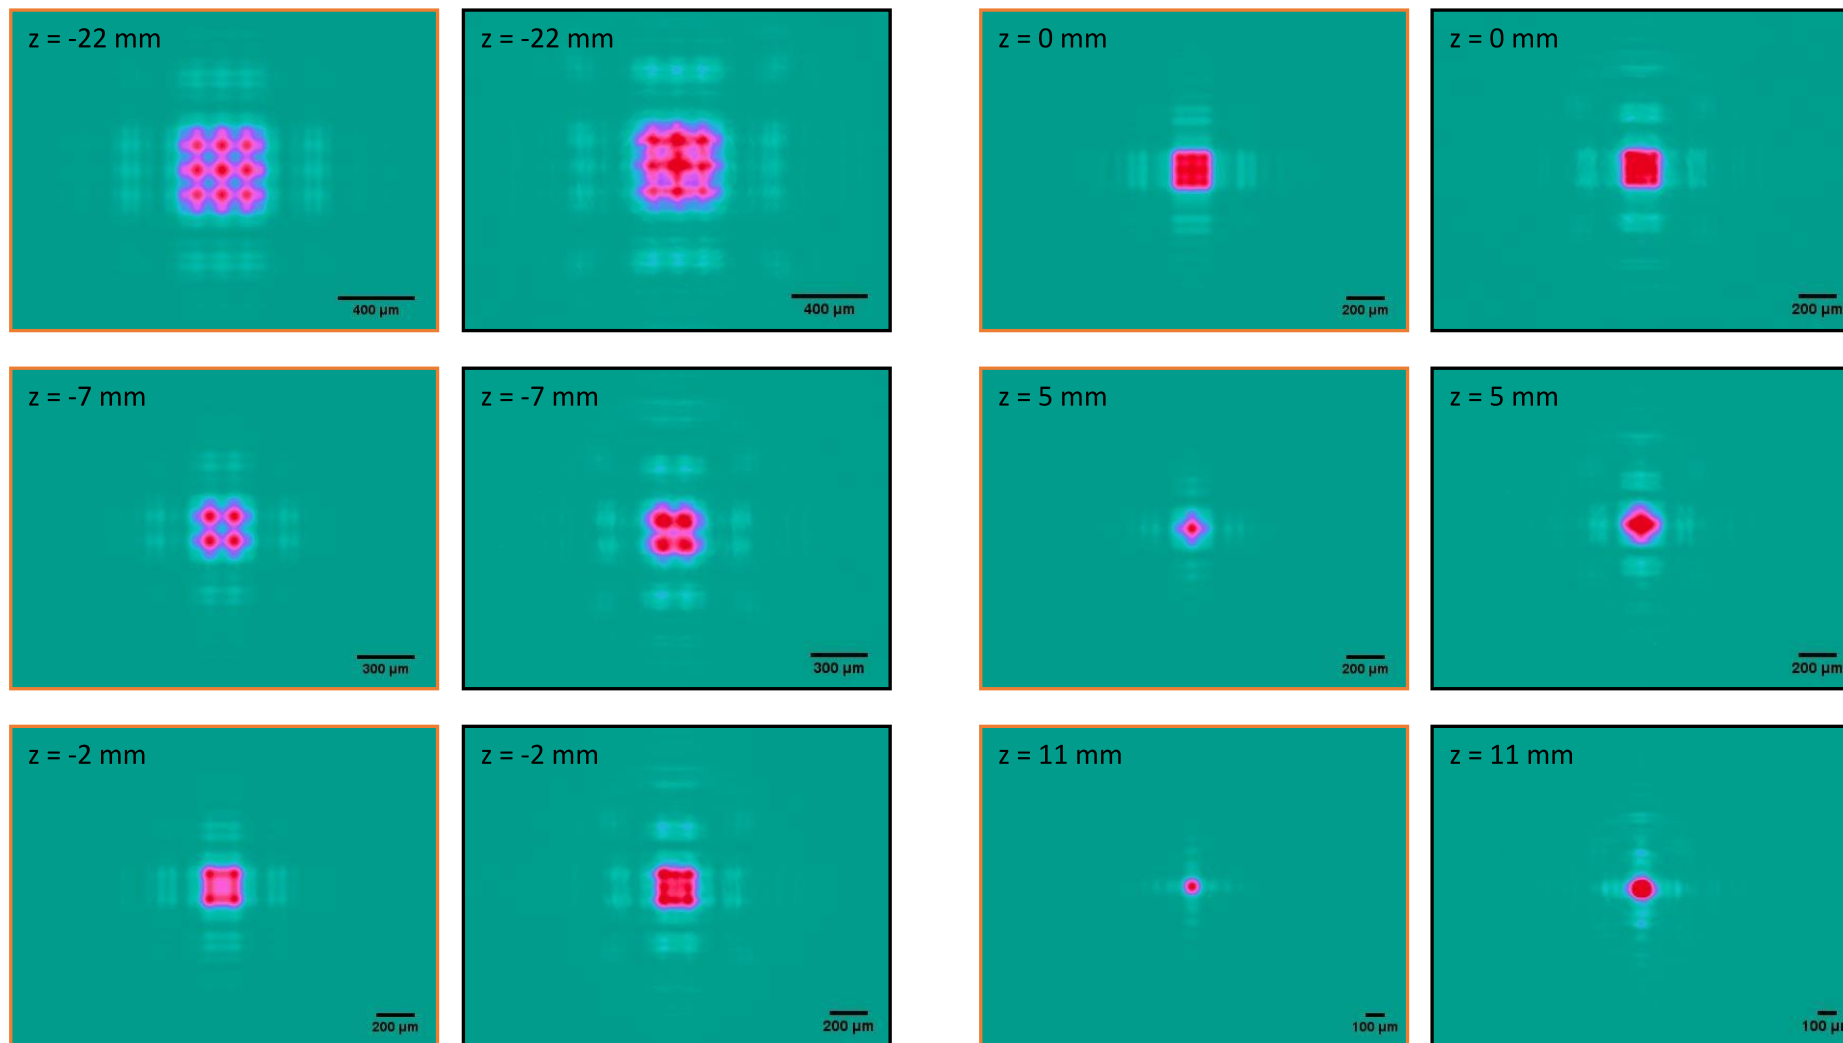 z = -22 mm
400 µm
z = -22 mm
400 µm
z = 0 mm
200 µm
z = 0 mm
200 µm
z = -7 mm
300 µm
z = -7 mm
300 µm
z = 5 mm
200 µm
z = 5 mm
200 µm
z = -2 mm
200 µm
z = -2 mm
200 µm
z = 11 mm
100 µm
z = 11 mm
100 µ